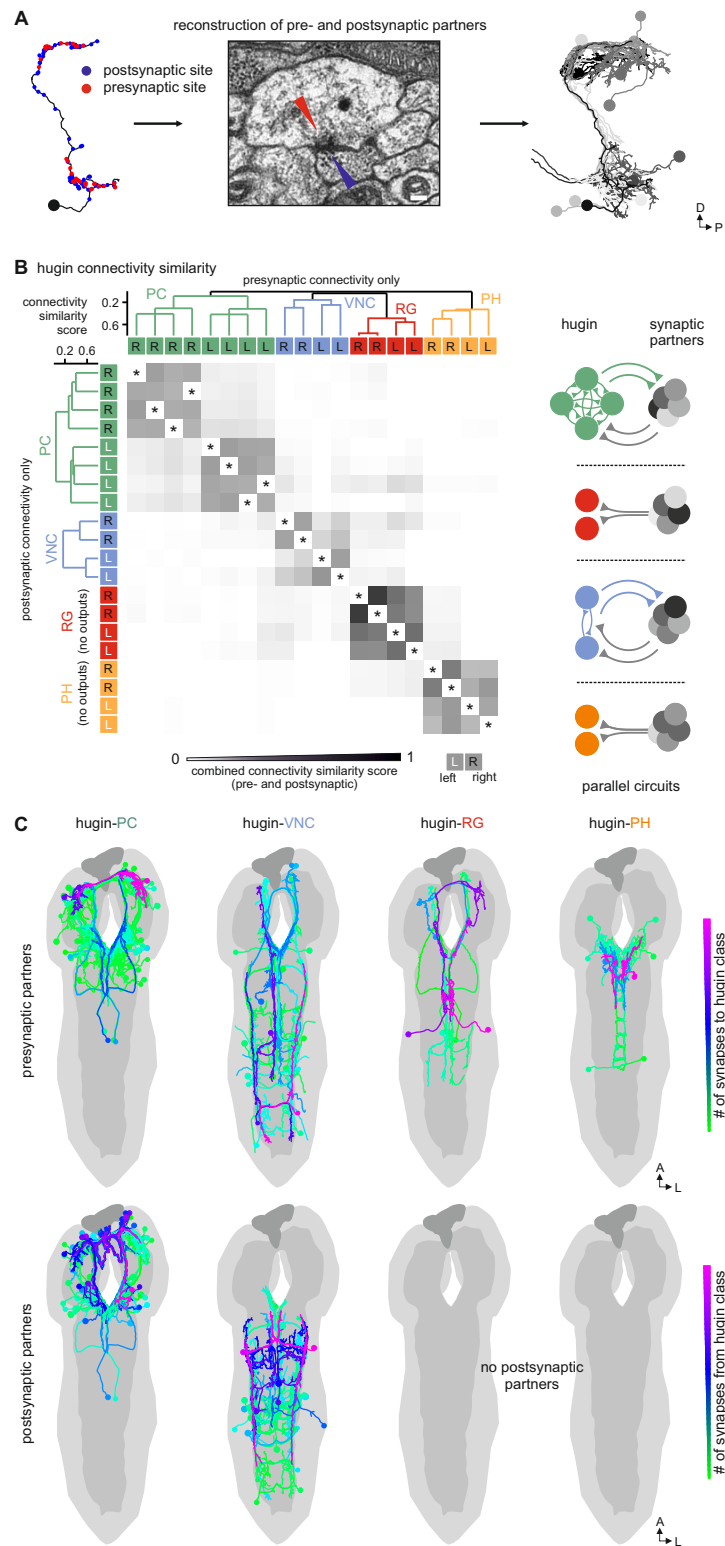 A
reconstruction of pre- and postsynaptic partners
postsynaptic site
presynaptic site
D
P
B hugin connectivity similarity
presynaptic connectivity only
connectivity
similarity
score
0.2
0.6
PC
VNC
RG
PH
R R R R L L L L R R L L R R L L R R L L
0.2 0.6
hugin
synaptic
partners
postsynaptic connectivity only
PC
R *
R *
R *
R *
L *
L *
L *
L *
VNC
R *
R *
L *
L *
RG
(no outputs)
R *
R *
L *
L *
PH
(no outputs)
R *
R *
L *
L *
0 1
combined connectivity similarity score
(pre- and postsynaptic)
L R
left
right
parallel circuits
C
hugin-PC hugin-VNC hugin-RG hugin-PH
presynaptic partners
# of synapses to hugin class
A
L
postsynaptic partners
no postsynaptic
partners
# of synapses from hugin class
A
L